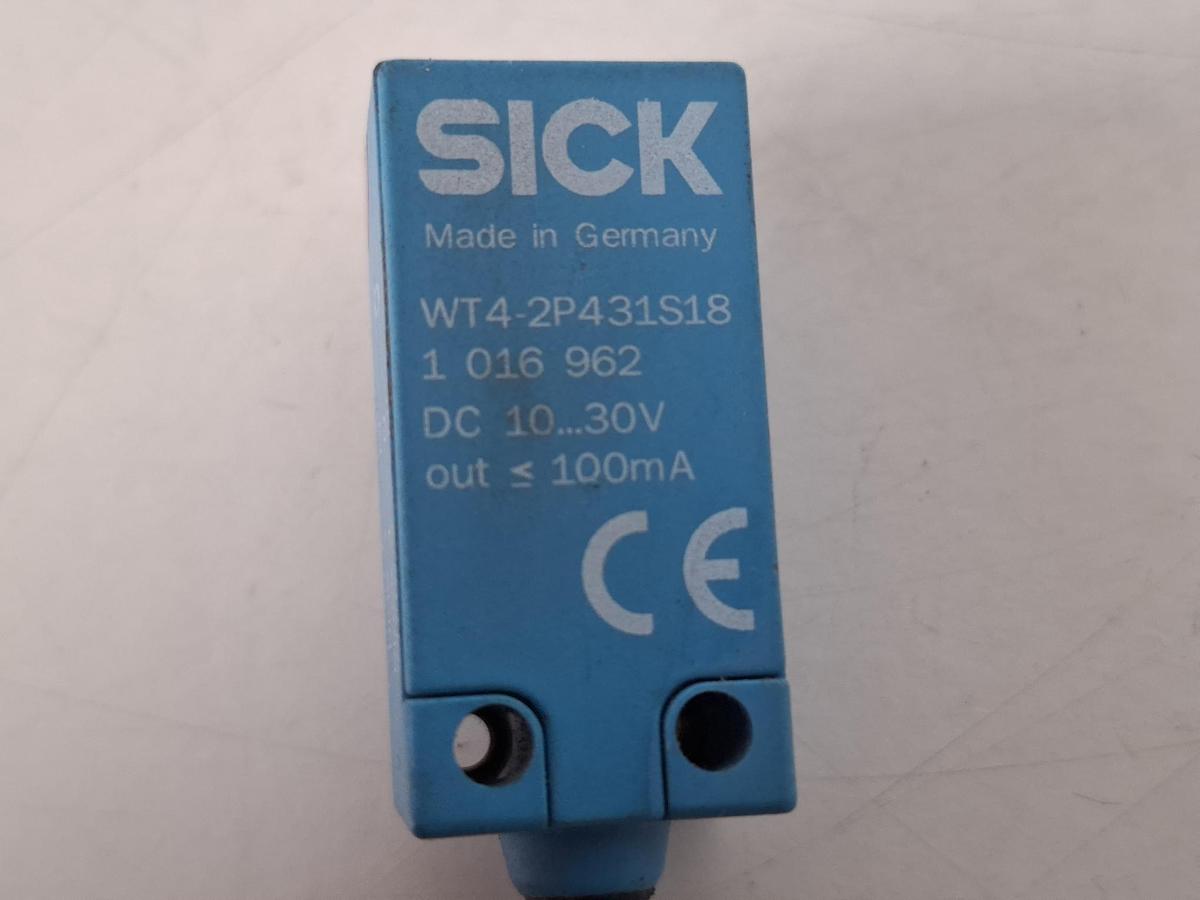 SICK
Made in Germany
WT4-2P431S18
1 016 962
DC 10...30V
out ≤ 100mA
CE